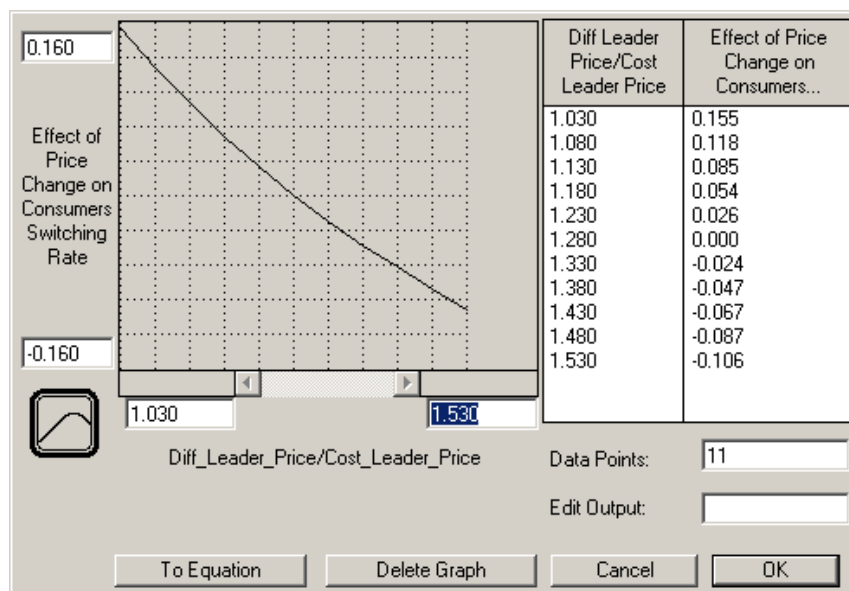 0.160
Effect of
Price
Change on
Consumers
Switching
Rate
-0.160
1.030
1.530
Diff_Leader_Price/Cost_Leader_Price
Diff Leader
Price/Cost
Leader Price
Effect of Price
Change on
Consumers...
1.030 0.155
1.080 0.118
1.130 0.085
1.180 0.054
1.230 0.026
1.280 0.000
1.330 -0.024
1.380 -0.047
1.430 -0.067
1.480 -0.087
1.530 -0.106
Data Points: 11
Edit Output:
To Equation
Delete Graph
Cancel
OK